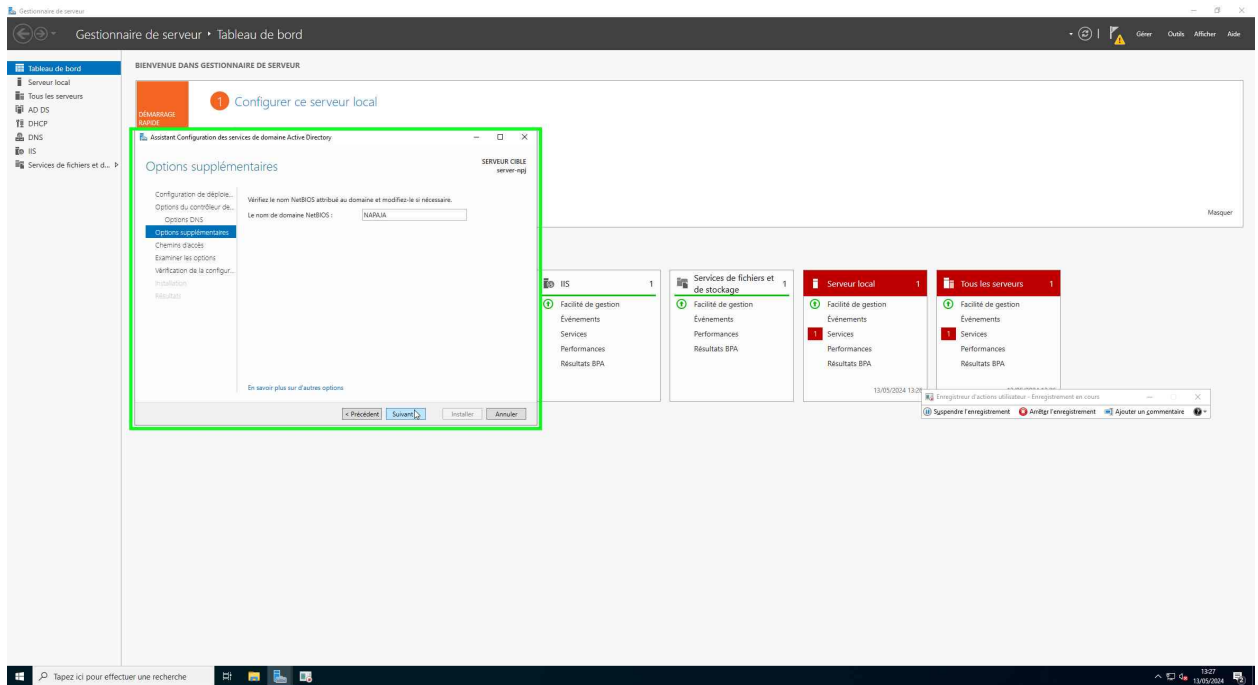 Gestionnaire de serveur
Gestionnaire de serveur • Tableau de bord
Gérer Outils Afficher Aide
Tableau de bord
Serveur local
Tous les serveurs
AD DS
DHCP
DNS
IIS
Services de fichiers et d...
BIENVENUE DANS GESTIONNAIRE DE SERVEUR
DÉMARRAGE
RAPIDE
1 Configurer ce serveur local
Masquer
Assistant Configuration des services de domaine Active Directory
Options supplémentaires
SERVEUR CIBLE
server-npj
Configuration de déploie...
Options du contrôleur de...
Options DNS
Options supplémentaires
Chemins d'accès
Examiner les options
Vérification de la configur...
Installation
Résultats
Vérifiez le nom NetBIOS attribué au domaine et modifiez-le si nécessaire.
Le nom de domaine NetBIOS : NAPAJA
En savoir plus sur d'autres options
< Précédent Suivant > Installer Annuler
IIS 1
Facilité de gestion
Événements
Services
Performances
Résultats BPA
Services de fichiers et
de stockage 1
Facilité de gestion
Événements
Services
Performances
Résultats BPA
Serveur local 1
Facilité de gestion
Événements
1 Services
Performances
Résultats BPA
13/05/2024 13:26
Tous les serveurs 1
Facilité de gestion
Événements
1 Services
Performances
Résultats BPA
Enregistreur d'actions utilisateur - Enregistrement en cours
Suspendre l'enregistrement Arrêter l'enregistrement Ajouter un commentaire
Tapez ici pour effectuer une recherche
13:27
13/05/2024